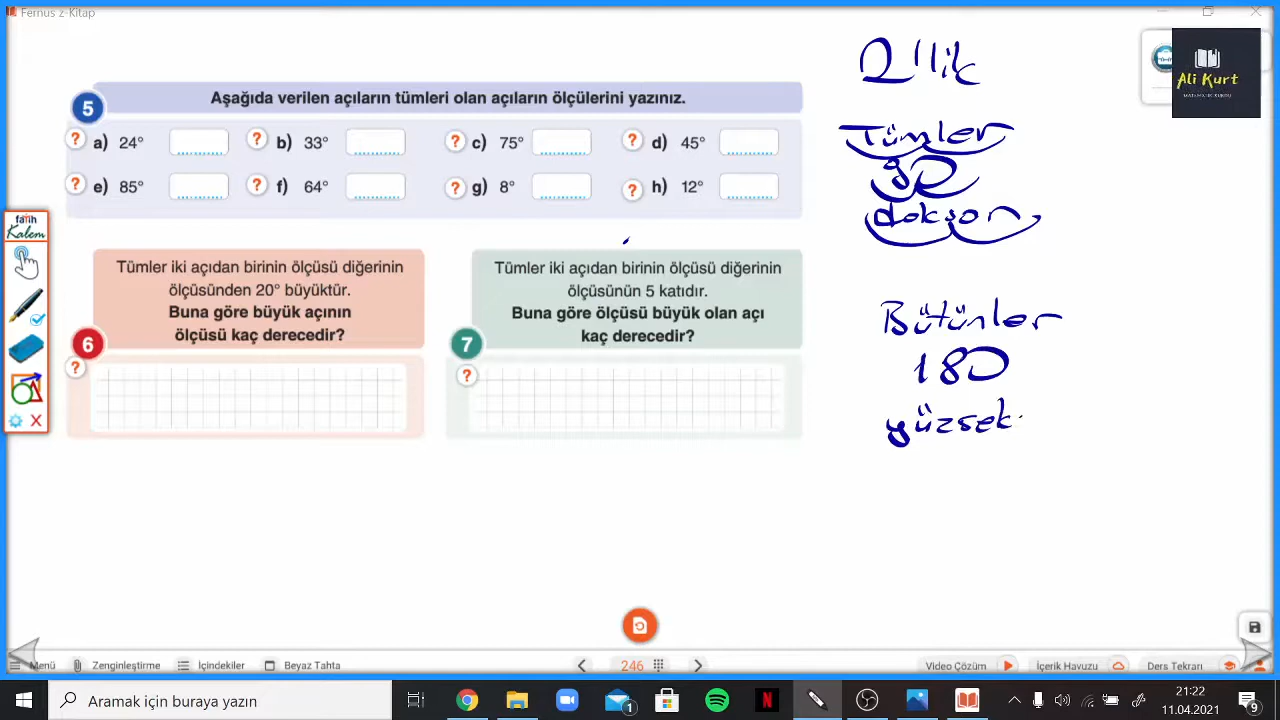 Fernus z-Kitap
5 Aşağıda verilen açıların tümleri olan açıların ölçülerini yazınız.
? a) 24° ? b) 33° ? c) 75° ? d) 45°
? e) 85° ? f) 64° ? g) 8° ? h) 12°
Tümler iki açıdan birinin ölçüsü diğerinin
ölçüsünden 20° büyüktür.
Buna göre büyük açının
ölçüsü kaç derecedir?
6
?
Tümler iki açıdan birinin ölçüsü diğerinin
ölçüsünün 5 katıdır.
Buna göre ölçüsü büyük olan açı
kaç derecedir?
7
?
Tümler
90
doksan
Bütünler
180
yüzsek
Ali Kurt
fatih
Kalem
Menü Zenginleştirme İçindekiler Beyaz Tahta 246 Video Çözüm İçerik Havuzu Ders Tekrarı
Aramak için buraya yazın
1
21:22
11.04.2021
9